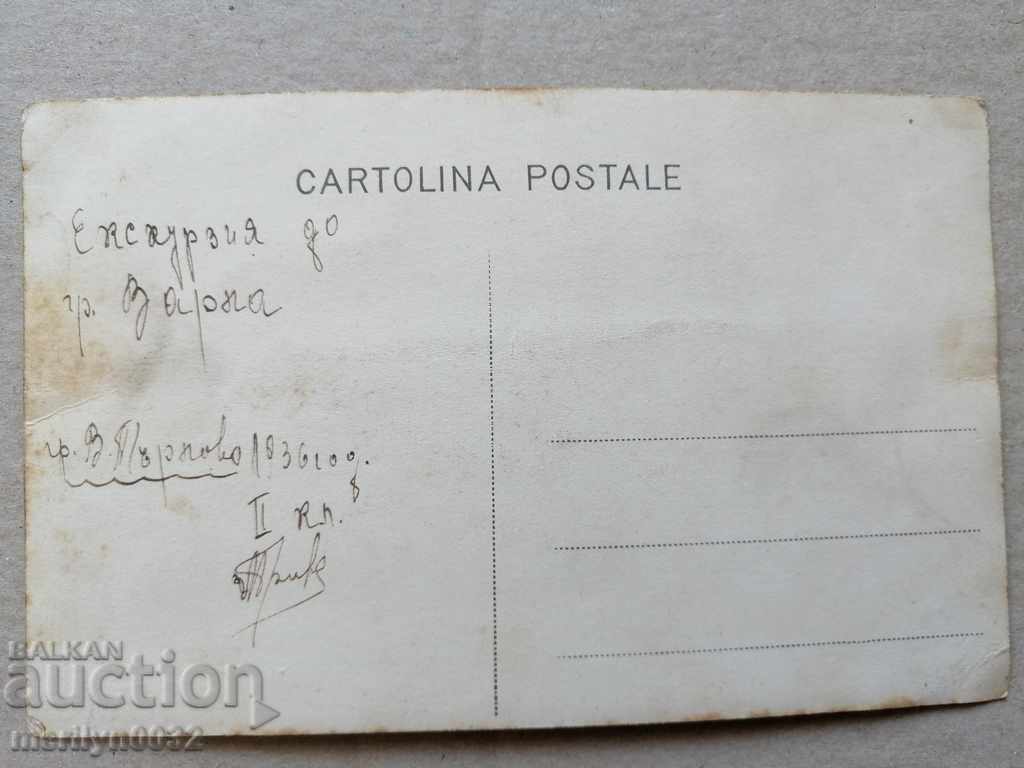 CARTOLINA POSTALE
Екскурзия до
гр. Варна
гр. В. Търново 1936 год.
II кл.
BALKAN
auction
merilyn0032